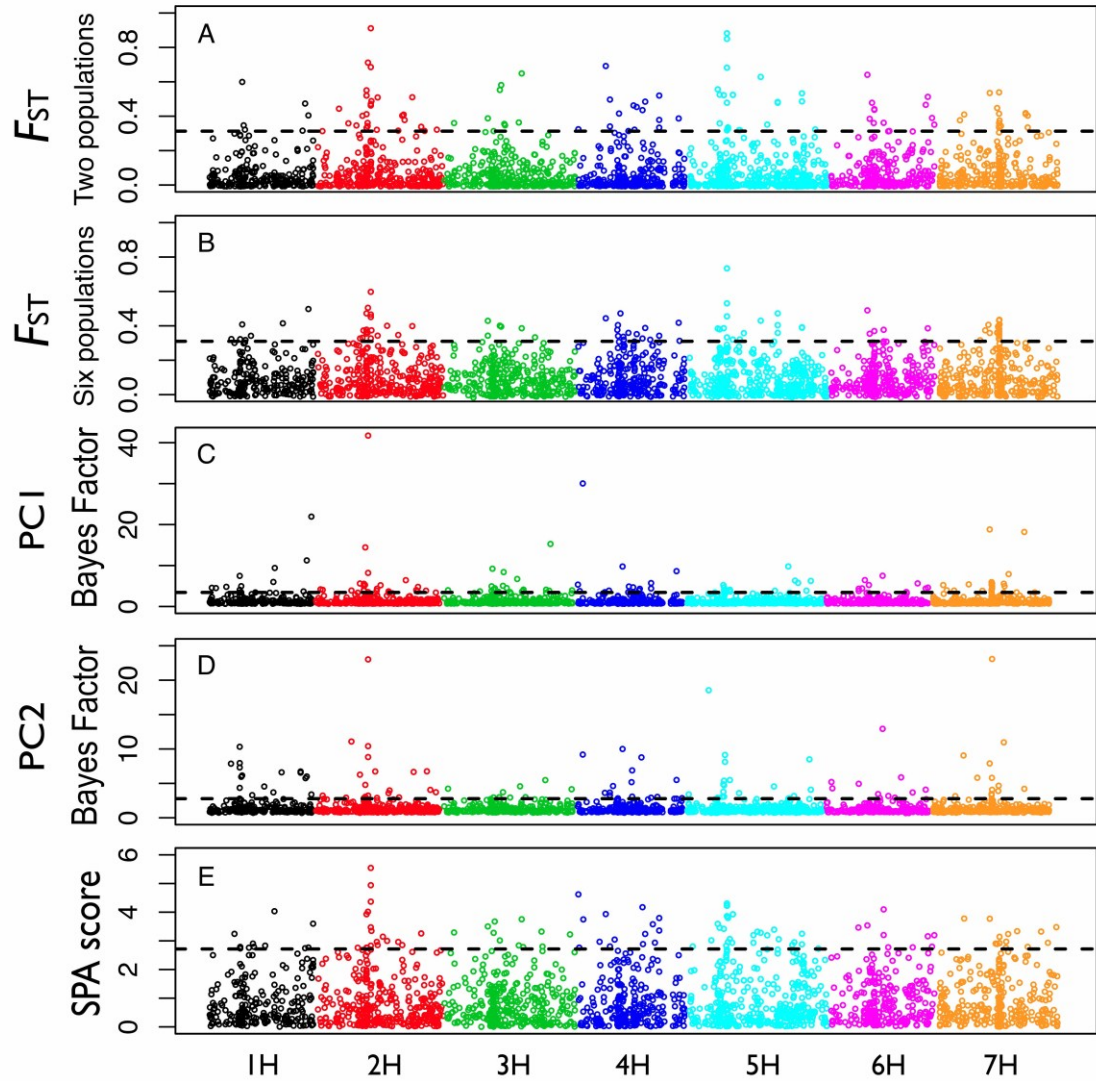 A
FST
Two populations
0.0
0.4
0.8
B
FST
Six populations
0.0
0.4
0.8
C
PC1
Bayes Factor
0
20
40
D
PC2
Bayes Factor
0
10
20
E
SPA score
0
2
4
6
1H 2H 3H 4H 5H 6H 7H